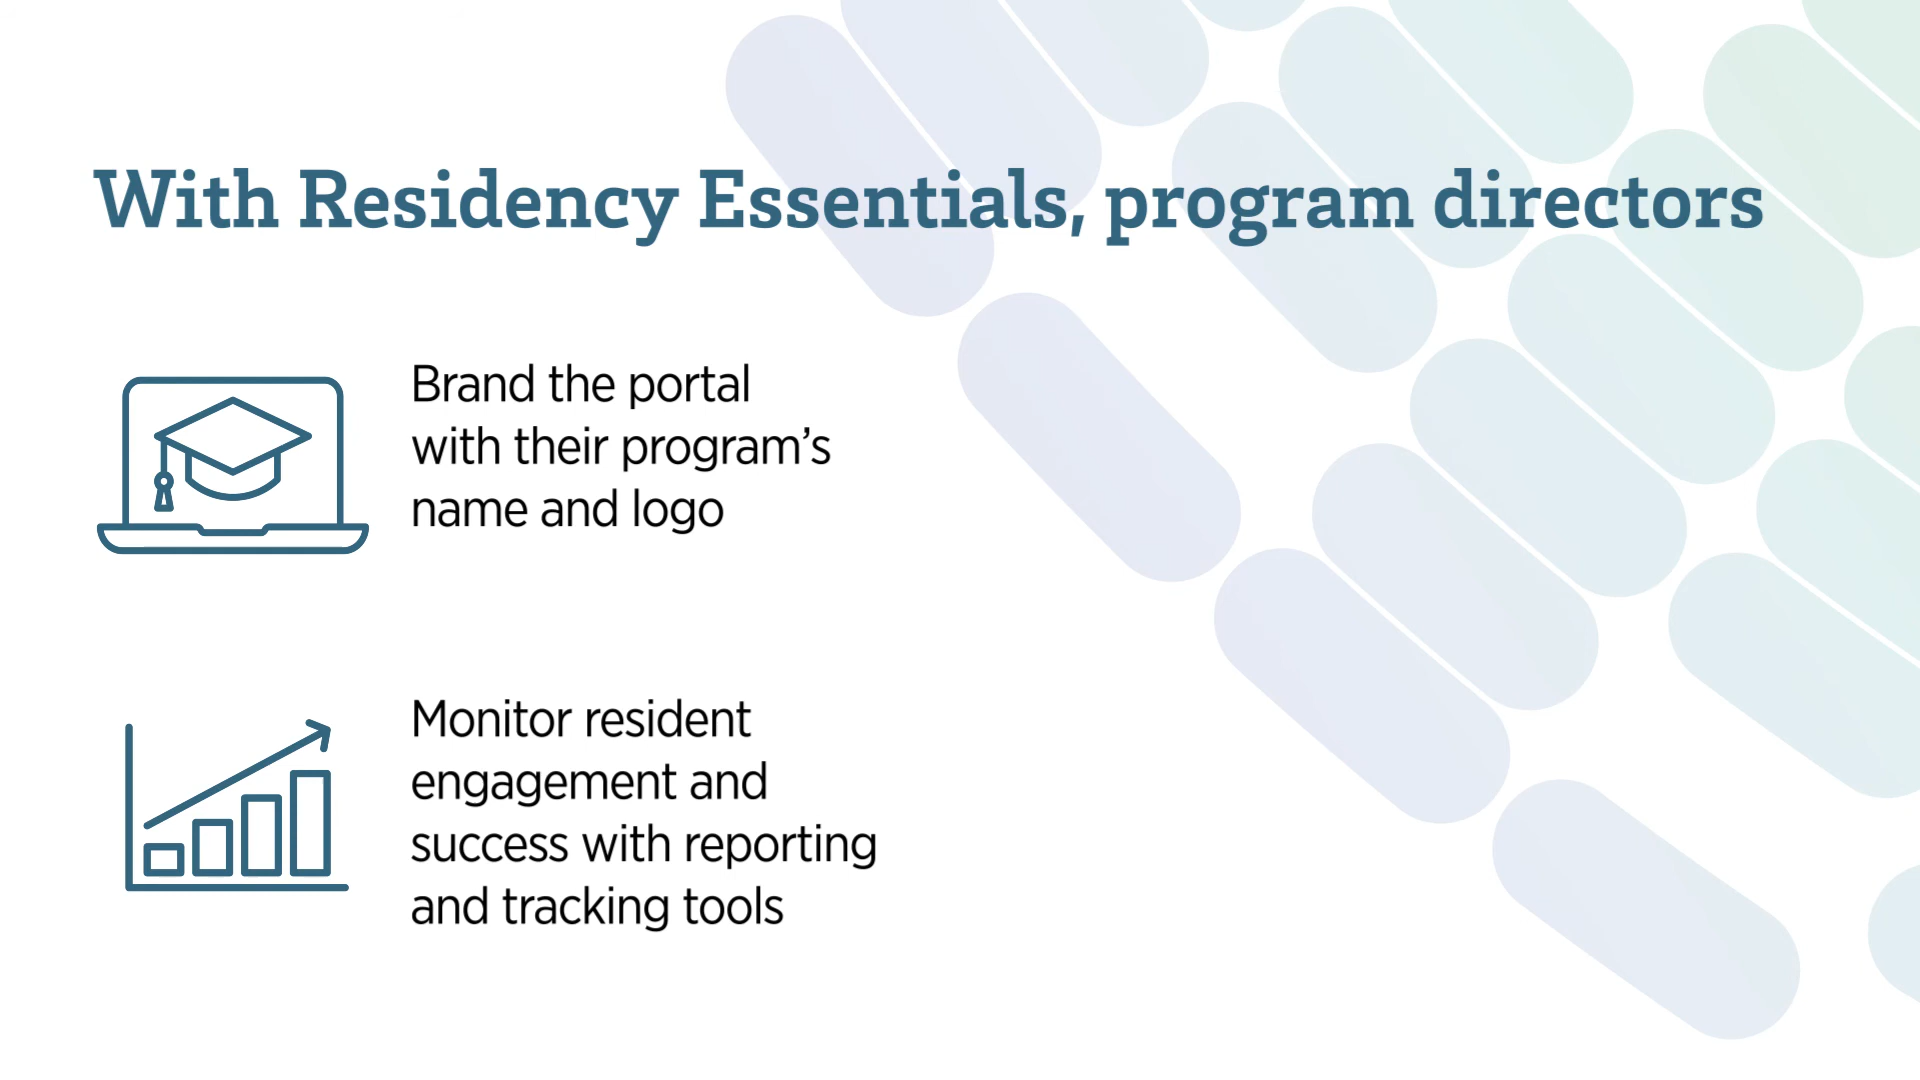 With Residency Essentials, program directors
Brand the portal
with their program’s
name and logo
Monitor resident
engagement and
success with reporting
and tracking tools